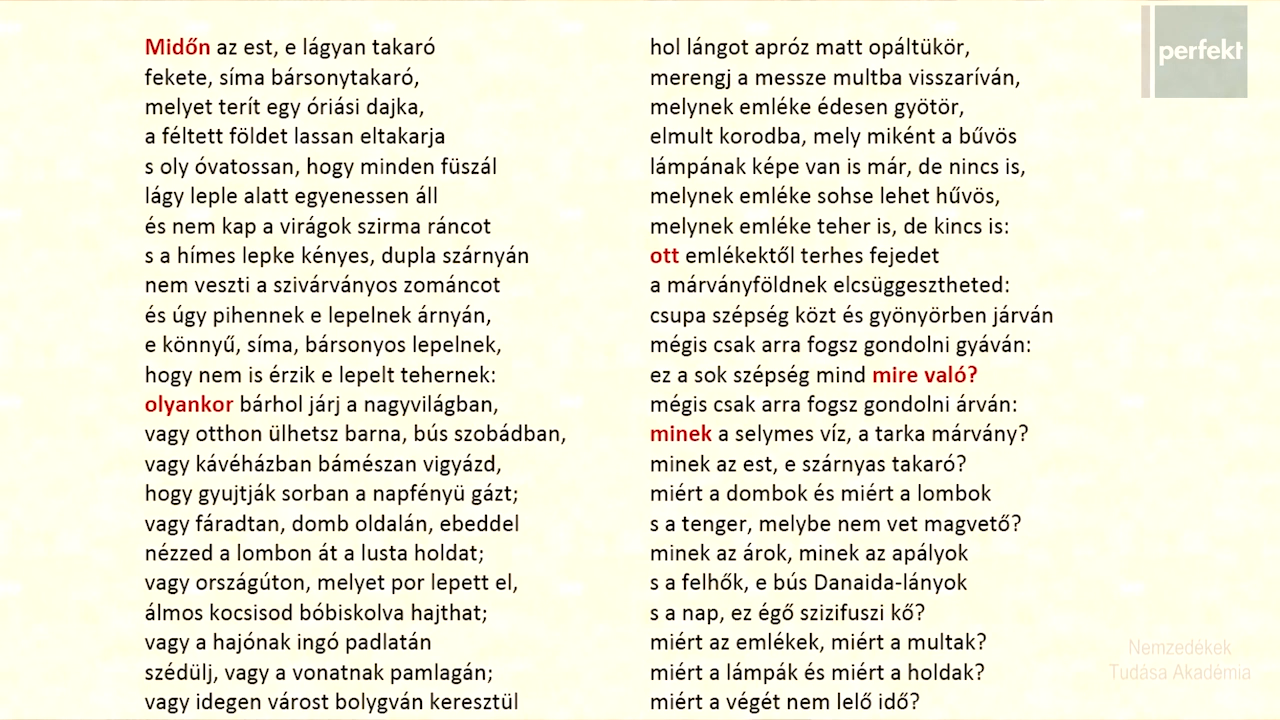 Midőn az est, e lágyan takaró
fekete, síma bársonytakaró,
melyet terít egy óriási dajka,
a féltett földet lassan eltakarja
s oly óvatossan, hogy minden füszál
lágy leple alatt egyenessen áll
és nem kap a virágok szirma ráncot
s a hímes lepke kényes, dupla szárnyán
nem veszti a szivárványos zománcot
és úgy pihennek e lepelnek árnyán,
e könnyű, síma, bársonyos lepelnek,
hogy nem is érzik e lepelt tehernek:
olyankor bárhol járj a nagyvilágban,
vagy otthon ülhetsz barna, bús szobádban,
vagy kávéházban bámészan vigyázd,
hogy gyujtják sorban a napfényü gázt;
vagy fáradtan, domb oldalán, ebeddel
nézzed a lombon át a lusta holdat;
vagy országúton, melyet por lepett el,
álmos kocsisod bóbiskolva hajthat;
vagy a hajónak ingó padlatán
szédülj, vagy a vonatnak pamlagán;
vagy idegen várost bolygván keresztül
hol lángot apróz matt opáltükör,
merengj a messze multba visszaríván,
melynek emléke édesen gyötör,
elmult korodba, mely miként a bűvös
lámpának képe van is már, de nincs is,
melynek emléke sohse lehet hűvös,
melynek emléke teher is, de kincs is:
ott emlékektől terhes fejedet
a márványföldnek elcsüggesztheted:
csupa szépség közt és gyönyörben járván
mégis csak arra fogsz gondolni gyáván:
ez a sok szépség mind mire való?
mégis csak arra fogsz gondolni árván:
minek a selymes víz, a tarka márvány?
minek az est, e szárnyas takaró?
miért a dombok és miért a lombok
s a tenger, melybe nem vet magvető?
minek az árok, minek az apályok
s a felhők, e bús Danaida-lányok
s a nap, ez égő szizifuszi kő?
miért az emlékek, miért a multak?
miért a lámpák és miért a holdak?
miért a végét nem lelő idő?
perfekt
Nemzedékek
Tudása Akadémia